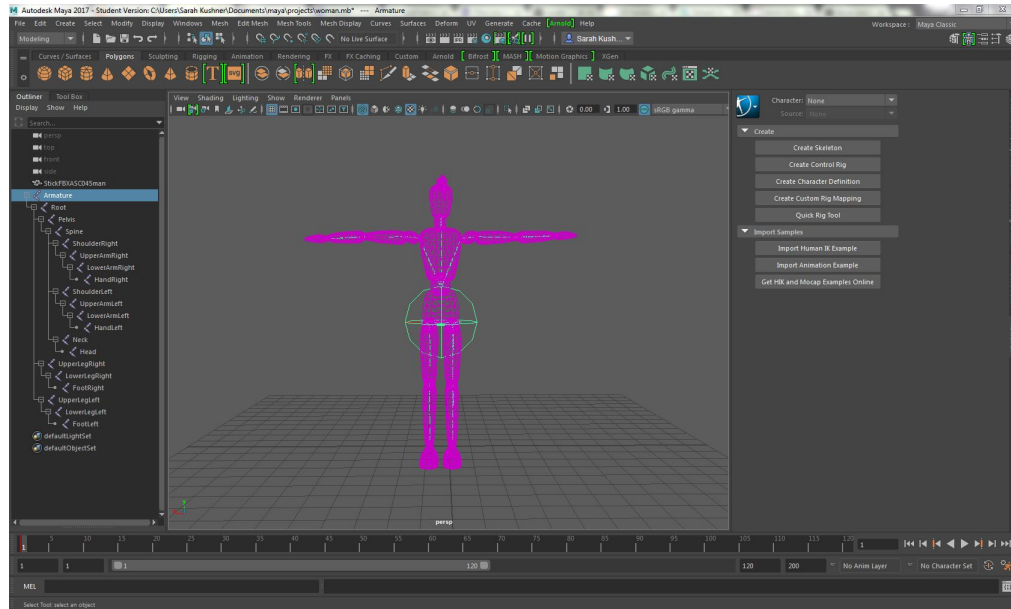 Autodesk Maya 2017 - Student Version: C:\Users\Sarah Kushner\Documents\maya\projects\woman.mb* --- Armature
File Edit Create Select Modify Display Windows Mesh Edit Mesh Mesh Tools Mesh Display Curves Surfaces Deform UV Generate Cache [Arnold] Help
Workspace: Maya Classic
Modeling No Live Surface Sarah Kush...
Curves / Surfaces Polygons Sculpting Rigging Animation Rendering FX FX Caching Custom Arnold [ Bifrost ][ MASH ][ Motion Graphics ] XGen
T SVG
Outliner Tool Box
Display Show Help
Search...
persp
top
front
side
StickFBXASC045man
Armature
Root
Pelvis
Spine
ShoulderRight
UpperArmRight
LowerArmRight
HandRight
ShoulderLeft
UpperArmLeft
LowerArmLeft
HandLeft
Neck
Head
UpperLegRight
LowerLegRight
FootRight
UpperLegLeft
LowerLegLeft
FootLeft
defaultLightSet
defaultObjectSet
View Shading Lighting Show Renderer Panels
0.00 1.00 sRGB gamma
persp
Character: None
Source: None
Create
Create Skeleton
Create Control Rig
Create Character Definition
Create Custom Rig Mapping
Quick Rig Tool
Import Samples
Import Human IK Example
Import Animation Example
Get HIK and Mocap Examples Online
1 5 10 15 20 25 30 35 40 45 50 55 60 65 70 75 80 85 90 95 100 105 110 115 120 1
1 1 1 120 120 200 No Anim Layer No Character Set
MEL
Select Tool: select an object